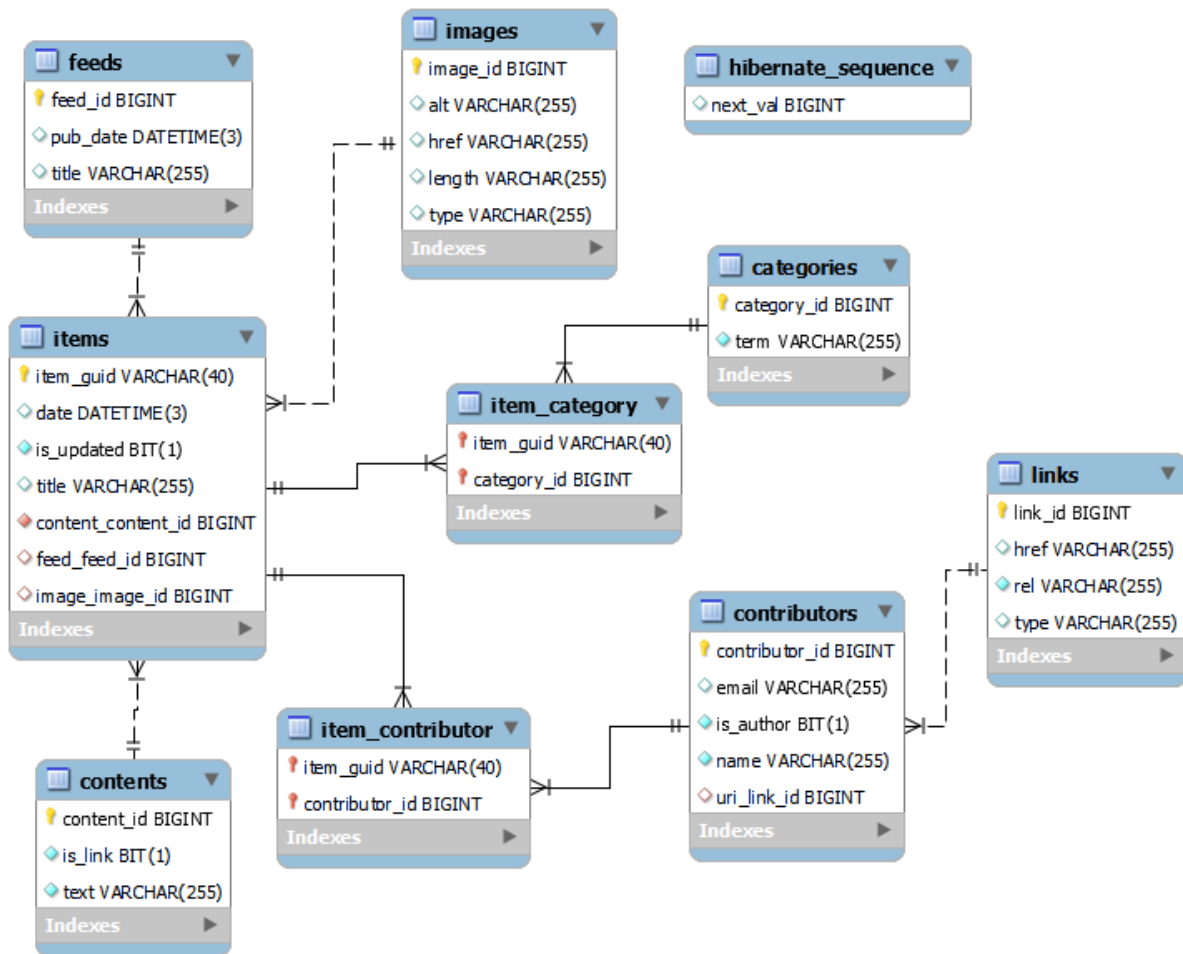 feeds
feed_id BIGINT
pub_date DATETIME(3)
title VARCHAR(255)
Indexes
images
image_id BIGINT
alt VARCHAR(255)
href VARCHAR(255)
length VARCHAR(255)
type VARCHAR(255)
Indexes
hibernate_sequence
next_val BIGINT
categories
category_id BIGINT
term VARCHAR(255)
Indexes
items
item_guid VARCHAR(40)
date DATETIME(3)
is_updated BIT(1)
title VARCHAR(255)
content_content_id BIGINT
feed_feed_id BIGINT
image_image_id BIGINT
Indexes
item_category
item_guid VARCHAR(40)
category_id BIGINT
Indexes
links
link_id BIGINT
href VARCHAR(255)
rel VARCHAR(255)
type VARCHAR(255)
Indexes
contributors
contributor_id BIGINT
email VARCHAR(255)
is_author BIT(1)
name VARCHAR(255)
uri_link_id BIGINT
Indexes
item_contributor
item_guid VARCHAR(40)
contributor_id BIGINT
Indexes
contents
content_id BIGINT
is_link BIT(1)
text VARCHAR(255)
Indexes